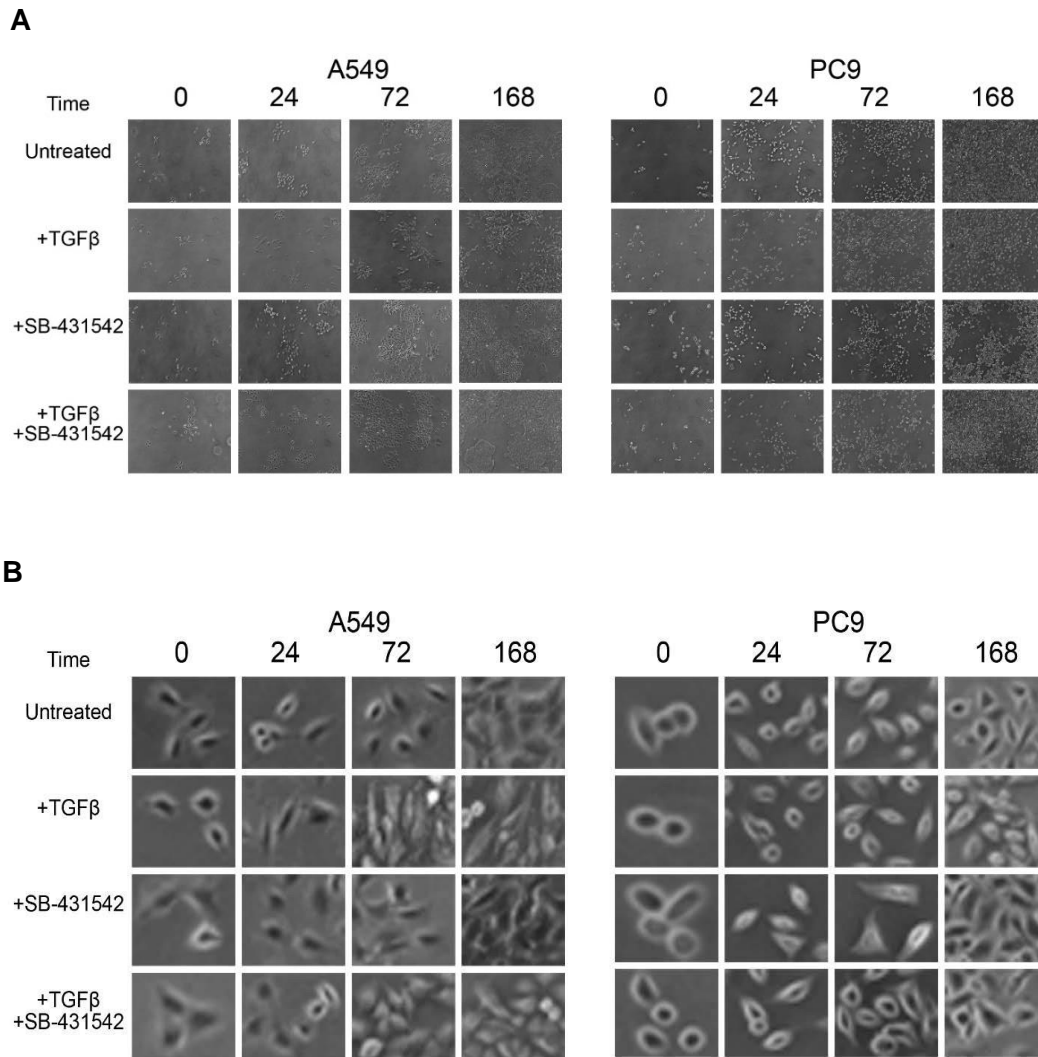 A
A549 PC9
Time 0 24 72 168 0 24 72 168
Untreated
+TGFβ
+SB-431542
+TGFβ
+SB-431542
B
A549 PC9
Time 0 24 72 168 0 24 72 168
Untreated
+TGFβ
+SB-431542
+TGFβ
+SB-431542